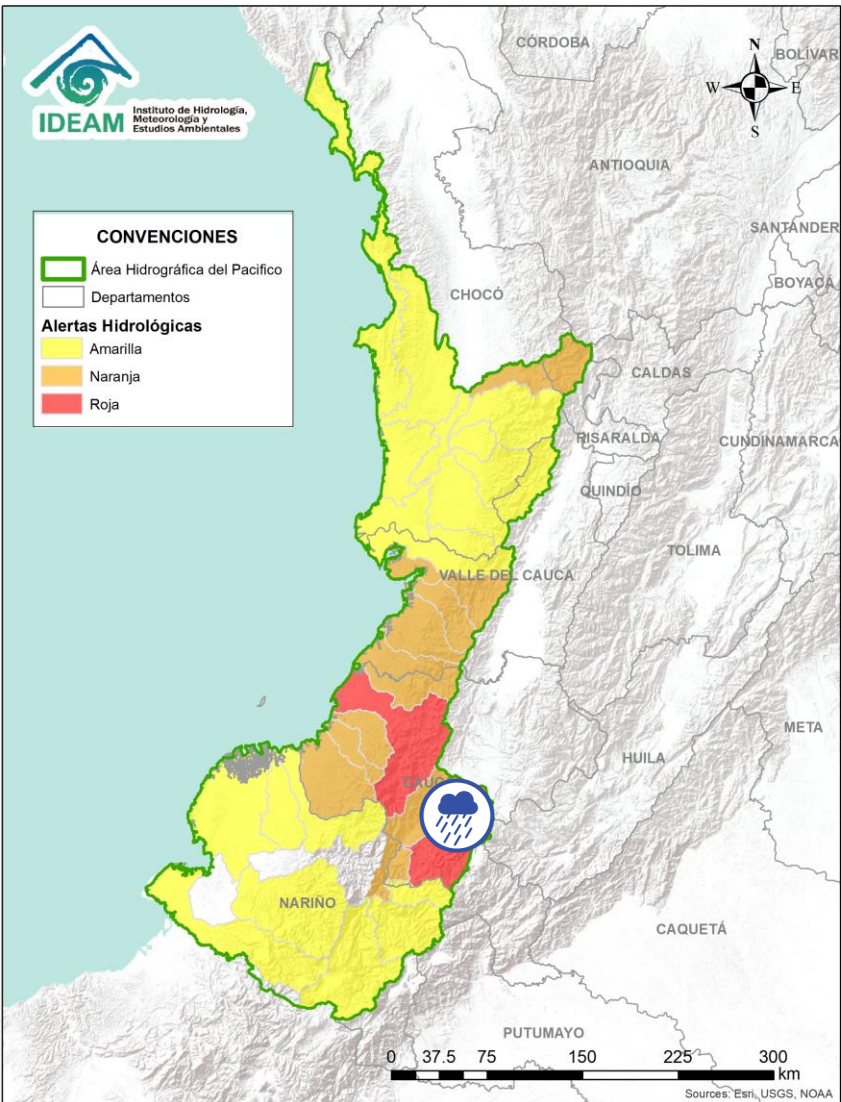 IDEAM
Instituto de Hidrología,
Meteorología y
Estudios Ambientales
N
W
E
S
CÓRDOBA
BOLÍVAR
ANTIOQUIA
SANTANDER
BOYACÁ
CHOCÓ
CONVENCIONES
Área Hidrográfica del Pacifico
Departamentos
Alertas Hidrológicas
Amarilla
Naranja
Roja
CALDAS
RISARALDA
CUNDINAMARCA
QUINDÍO
TOLIMA
VALLE DEL CAUCA
META
HUILA
CAUC
NARIÑO
CAQUETÁ
PUTUMAYO
0 37.5 75 150 225 300
km
Sources: Esri, USGS, NOAA